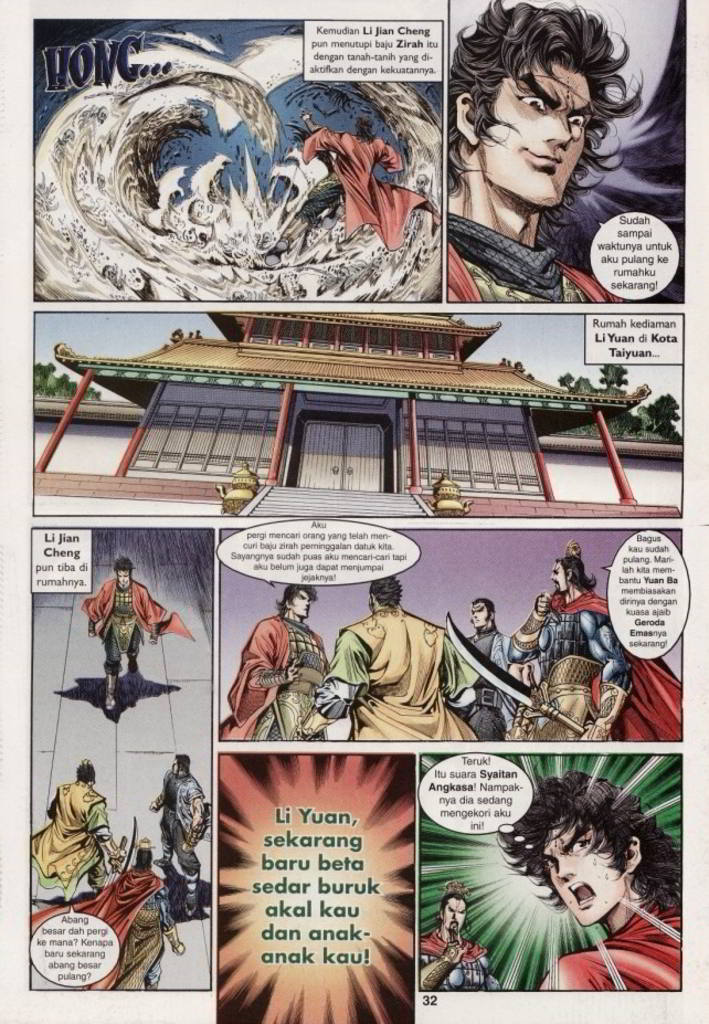 HONG...
Kemudian Li Jian Cheng
pun menutupi baju Zirah itu
dengan tanah-tanih yang di-
aktifkan dengan kekuatannya.
Sudah
sampai
waktunya untuk
aku pulang ke
rumahku
sekarang!
Rumah kediaman
Li Yuan di Kota
Taiyuan...
Li Jian
Cheng
pun tiba di
rumahnya.
Abang
besar dah pergi
ke mana? Kenapa
baru sekarang
abang besar
pulang?
Aku
pergi mencari orang yang telah men-
curi baju zirah perninggalan datuk kita.
Sayangnya sudah puas aku mencari-cari tapi
aku belum juga dapat menjumpai
jejaknya!
Bagus
kau sudah
pulang. Mari-
lah kita mem-
bantu Yuan Ba
membiasakan
dirinya dengan
kuasa ajaib
Geroda
Emasnya
sekarang!
Li Yuan,
sekarang
baru beta
sedar buruk
akal kau
dan anak-
anak kau!
Teruk!
Itu suara Syaitan
Angkasa! Nampak-
nya dia sedang
mengekori aku
ini!
32